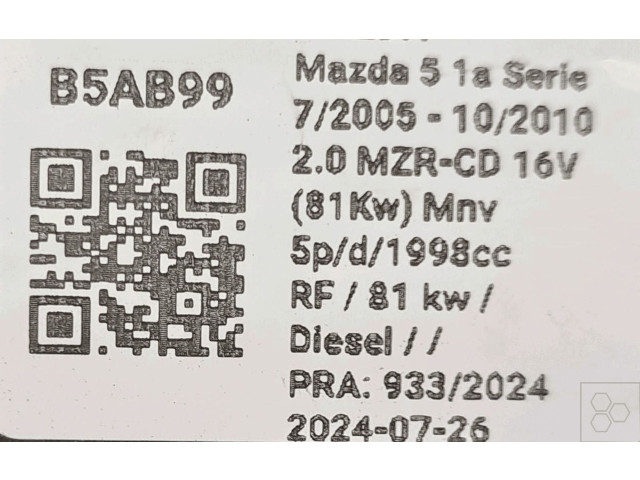 B5AB99
Mazda 5 1a Serie
7/2005 - 10/2010
2.0 MZR-CD 16V
(81Kw) Mnv
5p/d/1998cc
RF / 81 kw /
Diesel / /
PRA: 933/2024
2024-07-26